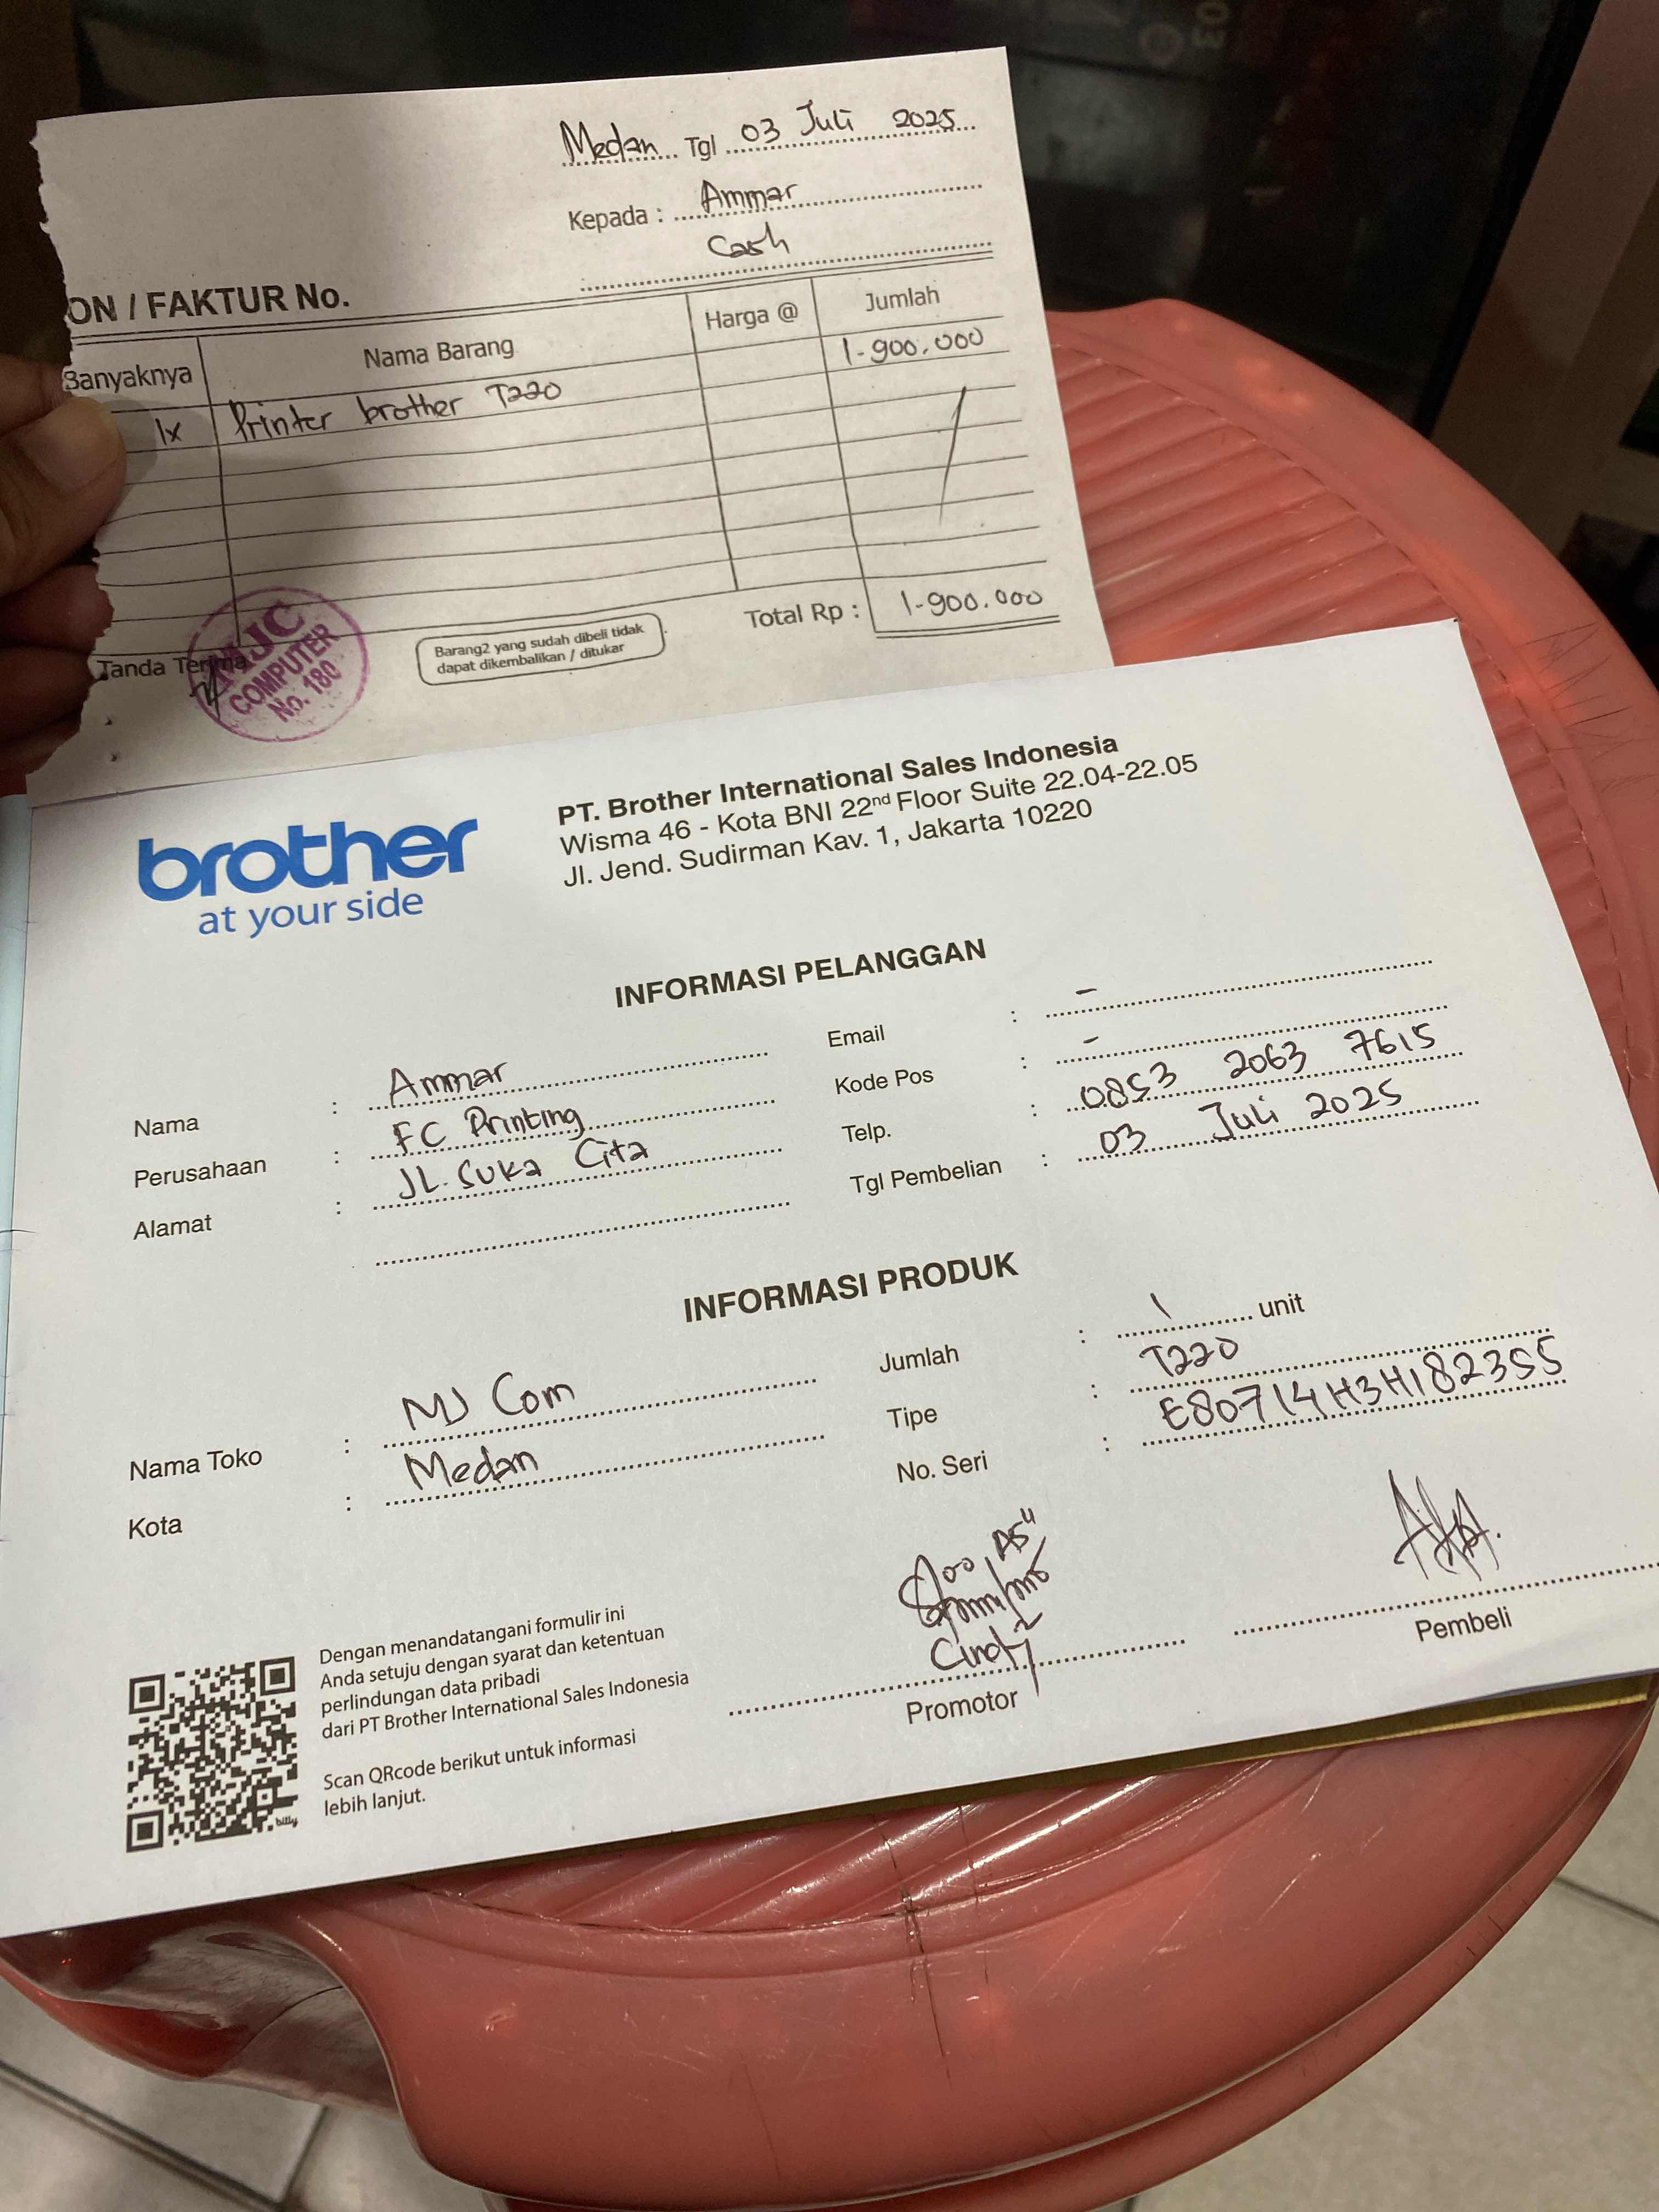 Medan Tgl 03 Juli 2025
Kepada : Ammar
Cash
ON / FAKTUR No.
Banyaknya Nama Barang Harga @ Jumlah
1x Printer brother T220 1.900.000
Total Rp : 1.900.000
Tanda Terima
MJC
COMPUTER
No. 180
Barang2 yang sudah dibeli tidak
dapat dikembalikan / ditukar
brother
at your side
PT. Brother International Sales Indonesia
Wisma 46 - Kota BNI 22nd Floor Suite 22.04-22.05
Jl. Jend. Sudirman Kav. 1, Jakarta 10220
INFORMASI PELANGGAN
Nama : Ammar
Perusahaan : FC Printing
Alamat : JL. Suka Cita
Email : -
Kode Pos : -
Telp. : 0853 2063 7615
Tgl Pembelian : 03 Juli 2025
INFORMASI PRODUK
Nama Toko : MJ Com
Kota : Medan
Jumlah : 1 unit
Tipe : T220
No. Seri : E80714H3H182355
Dengan menandatangani formulir ini
Anda setuju dengan syarat dan ketentuan
perlindungan data pribadi
dari PT Brother International Sales Indonesia
Scan QRcode berikut untuk informasi
lebih lanjut.
billy
Cindy
Promotor
Pembeli